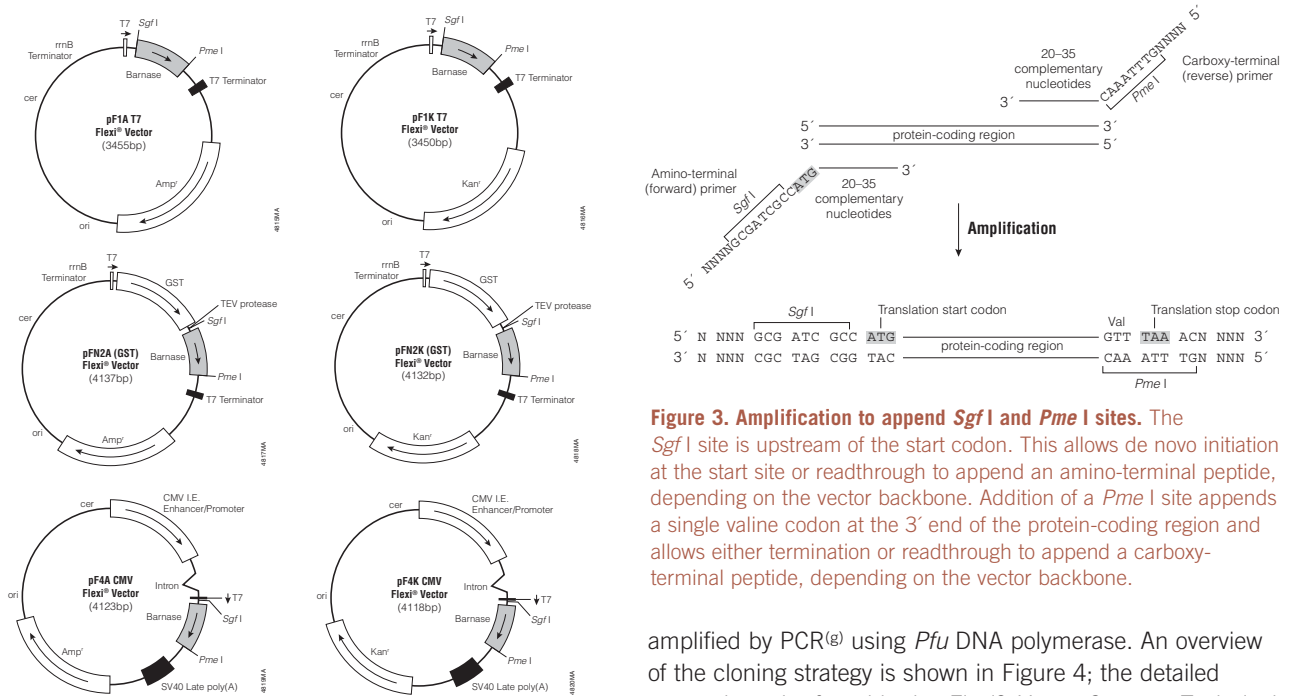 T7
Sgf I
rrnB
Terminator
Pme I
Barnase
T7 Terminator
cer
pF1A T7
Flexi® Vector
(3455bp)
Ampʳ
ori
4815MA
T7
Sgf I
rrnB
Terminator
Pme I
Barnase
T7 Terminator
cer
pF1K T7
Flexi® Vector
(3450bp)
Kanʳ
ori
4816MA
T7
rrnB
Terminator
GST
TEV protease
Sgf I
cer
pFN2A (GST)
Flexi® Vector
(4137bp)
Barnase
Pme I
T7 Terminator
ori
Ampʳ
4817MA
T7
rrnB
Terminator
GST
TEV protease
Sgf I
cer
pFN2K (GST)
Flexi® Vector
(4132bp)
Barnase
Pme I
T7 Terminator
ori
Kanʳ
4818MA
cer
CMV I.E.
Enhancer/Promoter
pF4A CMV
Flexi® Vector
(4123bp)
Intron
T7
ori
Barnase
Sgf I
Ampʳ
Pme I
SV40 Late poly(A)
4819MA
cer
CMV I.E.
Enhancer/Promoter
pF4K CMV
Flexi® Vector
(4118bp)
Intron
T7
ori
Barnase
Sgf I
Kanʳ
Pme I
SV40 Late poly(A)
4820MA
20–35
complementary
nucleotides
3´
CAAATTTGNNNN 5´
Pme I
Carboxy-terminal
(reverse) primer
5´ 3´
protein-coding region
3´ 5´
Amino-terminal
(forward) primer
Sgf I
5´ NNNNGCGATCGCCATG
3´
20–35
complementary
nucleotides
Amplification
Sgf I
Translation start codon
Val
Translation stop codon
5´ N NNN GCG ATC GCC ATG protein-coding region GTT TAA ACN NNN 3´
3´ N NNN CGC TAG CGG TAC CAA ATT TGN NNN 5´
Pme I
Figure 3. Amplification to append Sgf I and Pme I sites. The
Sgf I site is upstream of the start codon. This allows de novo initiation
at the start site or readthrough to append an amino-terminal peptide,
depending on the vector backbone. Addition of a Pme I site appends
a single valine codon at the 3´ end of the protein-coding region and
allows either termination or readthrough to append a carboxy-
terminal peptide, depending on the vector backbone.
amplified by PCR(g) using Pfu DNA polymerase. An overview
of the cloning strategy is shown in Figure 4; the detailed